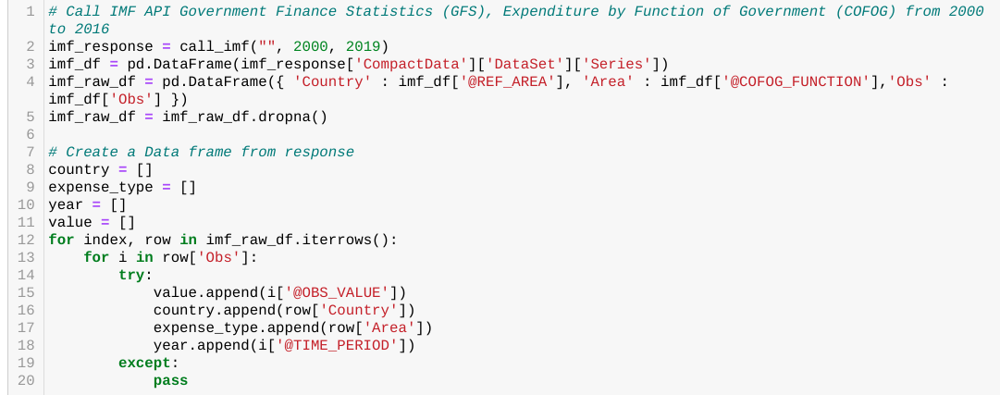 1 # Call IMF API Government Finance Statistics (GFS), Expenditure by Function of Government (COFOG) from 2000
to 2016
2 imf_response = call_imf("", 2000, 2019)
3 imf_df = pd.DataFrame(imf_response['CompactData']['DataSet']['Series'])
4 imf_raw_df = pd.DataFrame({ 'Country' : imf_df['@REF_AREA'], 'Area' : imf_df['@COFOG_FUNCTION'],'Obs' :
imf_df['Obs'] })
5 imf_raw_df = imf_raw_df.dropna()
6
7 # Create a Data frame from response
8 country = []
9 expense_type = []
10 year = []
11 value = []
12 for index, row in imf_raw_df.iterrows():
13     for i in row['Obs']:
14         try:
15             value.append(i['@OBS_VALUE'])
16             country.append(row['Country'])
17             expense_type.append(row['Area'])
18             year.append(i['@TIME_PERIOD'])
19         except:
20             pass